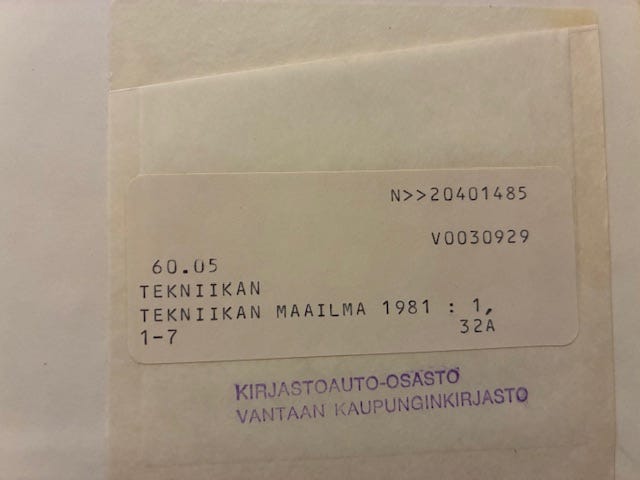 N>>20401485
V0030929
60.05
TEKNIIKAN
TEKNIIKAN MAAILMA 1981 : 1,
1-7 32A
KIRJASTOAUTO-OSASTO
VANTAAN KAUPUNGINKIRJASTO